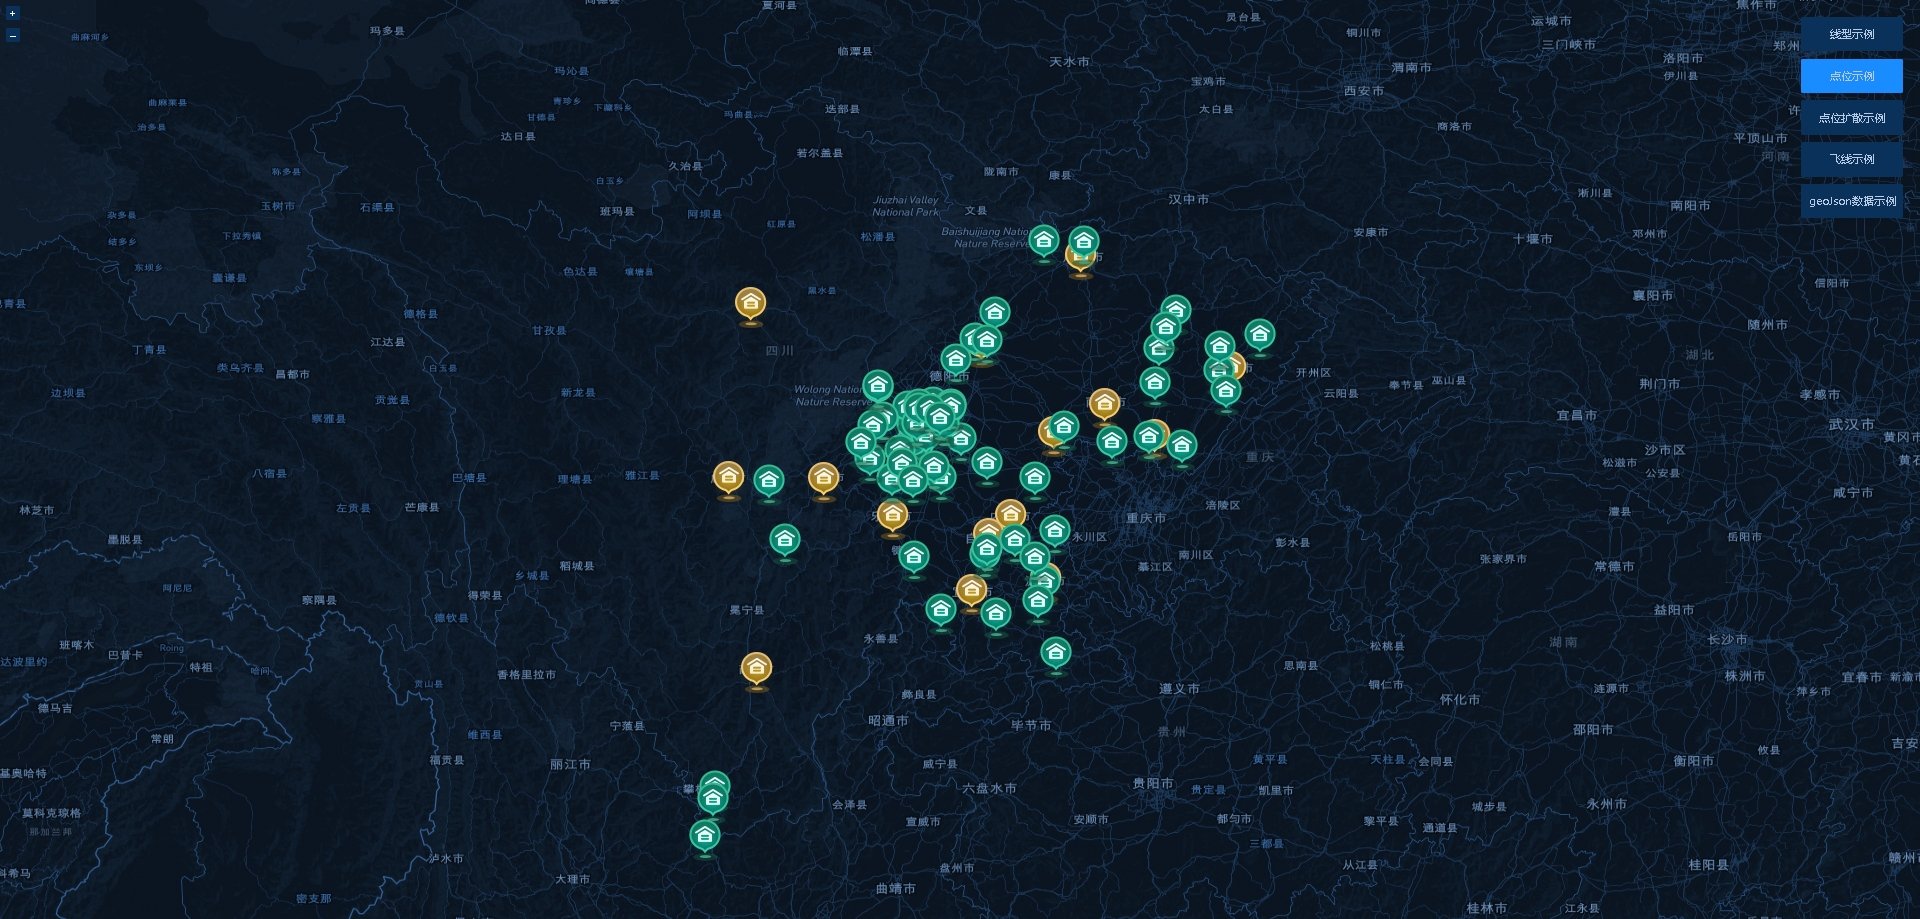 +
−
线型示例
点位示例
点位扩散示例
飞线示例
geoJson数据示例
夏河县
灵台县
运城市
焦作市
曲麻河乡
玛多县
临潭县
天水市
铜川市
三门峡市
洛阳市
郑州
玛沁县
宝鸡市
渭南市
伊川县
西安市
曲麻莱县
青珍乡
下藏科乡
迭部县
太白县
许
治多县
甘德县
玛曲县
达日县
商洛市
平顶山市
若尔盖县
河南
久治县
称多县
陇南市
康县
白玉乡
淅川县
玉树市
石渠县
班玛县
阿坝县
Jiuzhai Valley
National Park
文县
汉中市
南阳市
杂多县
红原县
结多乡
下拉秀镇
松潘县
Baishuijiang Natio
Nature Reserve
安康市
十堰市
邓州市
东坝乡
囊谦县
色达县
壤塘县
市
信阳市
青县
黑水县
襄阳市
德格县
甘孜县
随州市
丁青县
江达县
四川
湖北
类乌齐县
昌都市
白玉县
德阳市
开州区
市
巫山县
荆门市
边坝县
贡觉县
新龙县
Wolong Natio
Nature Reserve
云阳县
奉节县
孝感市
察雅县
宜昌市
武汉市
黄冈市
重庆
沙市区
松滋市
公安县
黄石
八宿县
巴塘县
理塘县
雅江县
咸宁市
林芝市
左贡县
芒康县
涪陵区
澧县
重庆市
墨脱县
永川区
彭水县
岳阳市
南川区
张家界市
稻城县
乡城县
綦江区
常德市
阿尼尼
得荣县
察隅县
冕宁县
益阳市
德钦县
班喀木
Roing
永善县
湖南
长沙市
松桃县
巴昔卡
达波里约
特祖
哈间
香格里拉市
思南县
株洲市
宜春市
新渝
贡山县
遵义市
铜仁市
涟源市
萍乡市
德马吉
彝良县
怀化市
昭通市
毕节市
宁蒗县
贵州
邵阳市
常朗
维西县
攸县
吉安
福贡县
丽江市
威宁县
黄平县
天柱县
会同县
衡阳市
基奥哈特
六盘水市
贵阳市
贵定县
凯里市
会泽县
城步县
永州市
莫科克琼格
宣威市
安顺市
都匀市
黎平县
通道县
那加兰邦
三都县
泸水市
从江县
桂阳县
赣州市
科希马
大理市
盘州市
密支那
曲靖市
桂林市
江永县